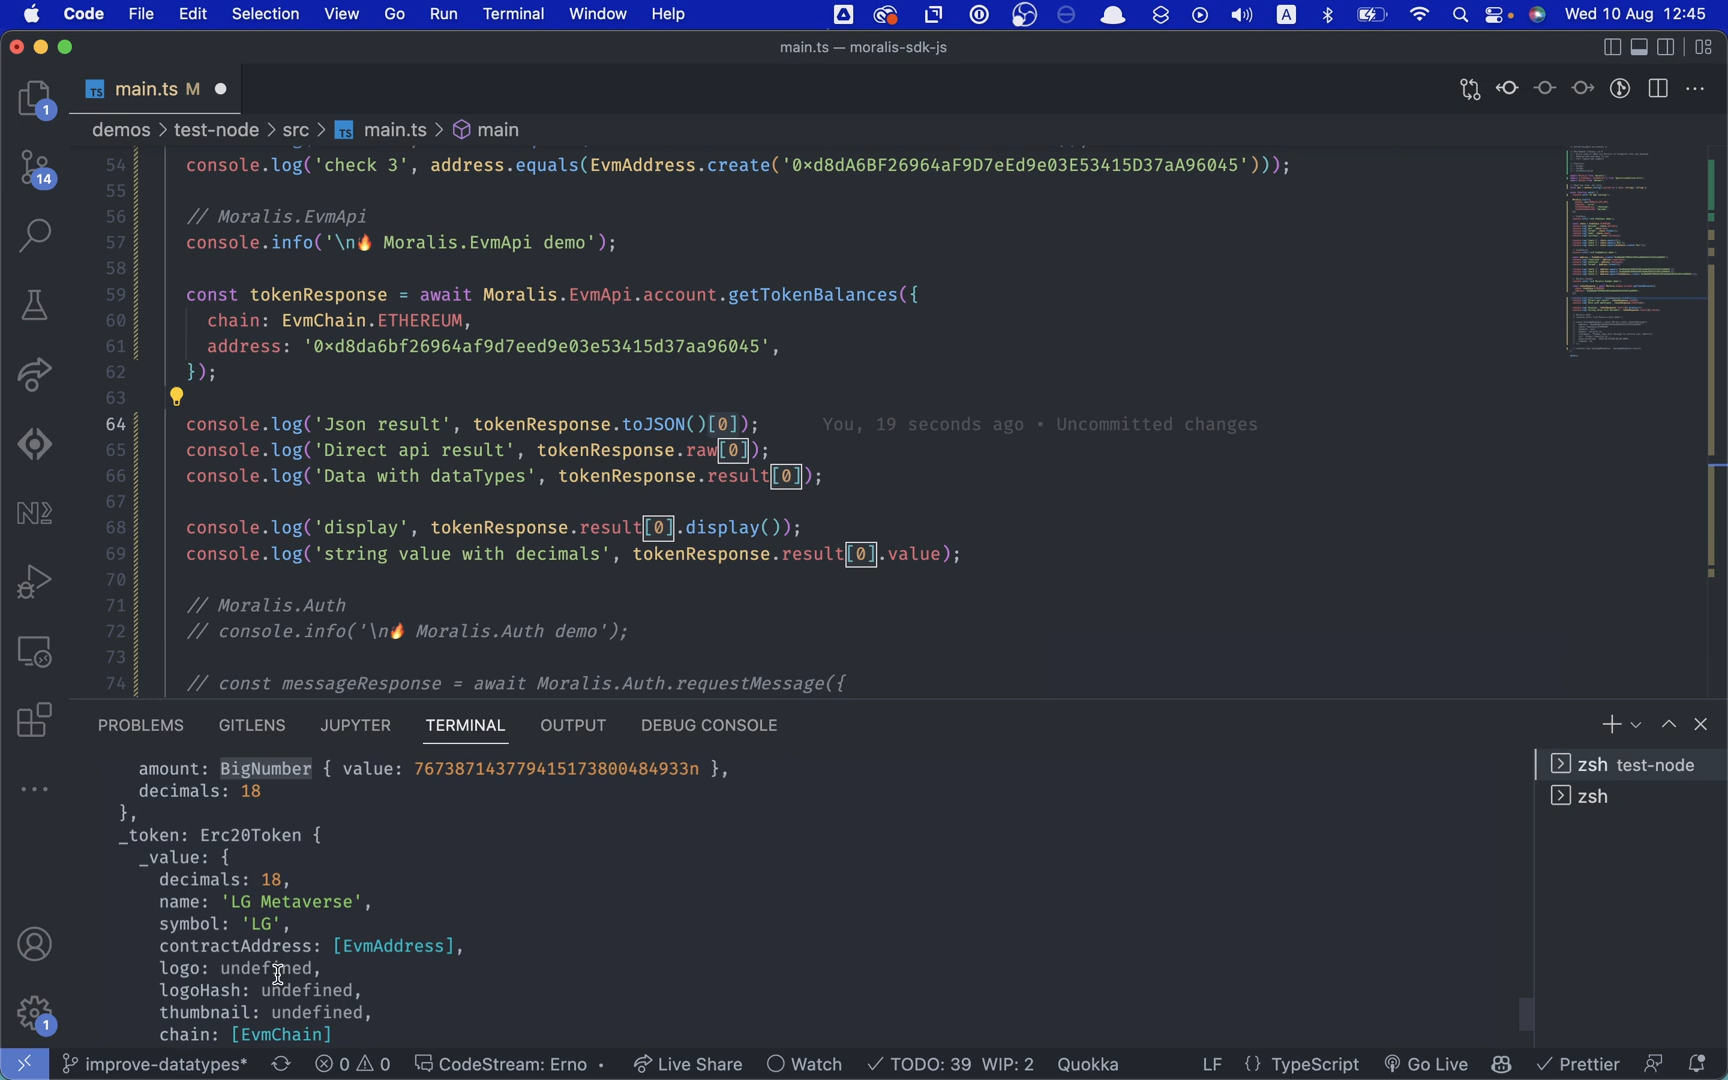 Code File Edit Selection View Go Run Terminal Window Help A Wed 10 Aug 12:45
main.ts — moralis-sdk-js
1
TS main.ts M
demos > test-node > src > TS main.ts > main
54 console.log('check 3', address.equals(EvmAddress.create('0×d8dA6BF26964aF9D7eEd9e03E53415D37aA96045')));
14
55
56 // Moralis.EvmApi
57 console.info('\n🔥 Moralis.EvmApi demo');
58
59 const tokenResponse = await Moralis.EvmApi.account.getTokenBalances({
60 chain: EvmChain.ETHEREUM,
61 address: '0×d8da6bf26964af9d7eed9e03e53415d37aa96045',
62 });
63
64 console.log('Json result', tokenResponse.toJSON()[0]); You, 19 seconds ago • Uncommitted changes
65 console.log('Direct api result', tokenResponse.raw[0]);
66 console.log('Data with dataTypes', tokenResponse.result[0]);
67
68 console.log('display', tokenResponse.result[0].display());
69 console.log('string value with decimals', tokenResponse.result[0].value);
70
71 // Moralis.Auth
72 // console.info('\n🔥 Moralis.Auth demo');
73
74 // const messageResponse = await Moralis.Auth.requestMessage({
PROBLEMS GITLENS JUPYTER TERMINAL OUTPUT DEBUG CONSOLE
amount: BigNumber { value: 767387143779415173800484933n },
decimals: 18
},
_token: Erc20Token {
_value: {
decimals: 18,
name: 'LG Metaverse',
symbol: 'LG',
contractAddress: [EvmAddress],
logo: undefined,
logoHash: undefined,
thumbnail: undefined,
chain: [EvmChain]
zsh test-node
zsh
1
improve-datatypes* 0 0 CodeStream: Erno • Live Share Watch TODO: 39 WIP: 2 Quokka LF {} TypeScript Go Live Prettier